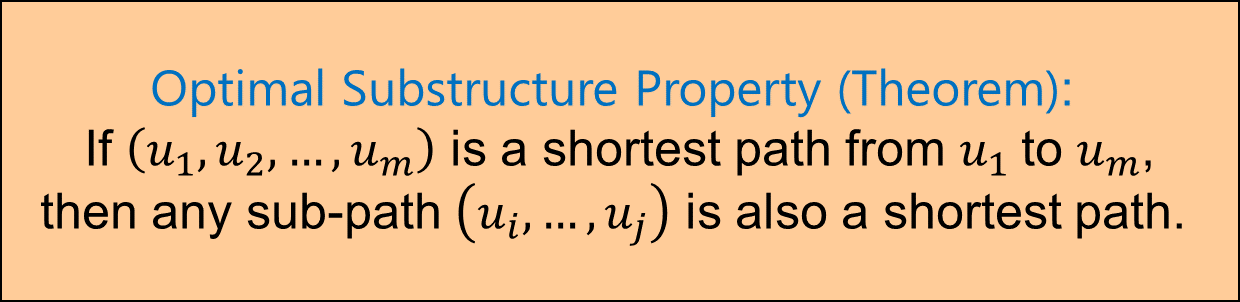 Optimal Substructure Property (Theorem):
If (𝑢₁, 𝑢₂, … , 𝑢ₘ) is a shortest path from 𝑢₁ to 𝑢ₘ,
then any sub-path (𝑢ᵢ, … , 𝑢ⱼ) is also a shortest path.